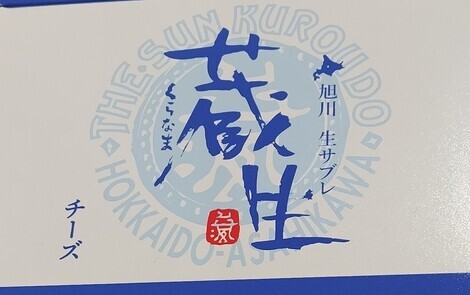 旭川 生サブレ
蔵生
くらなま
チーズ
THE·SUN KUROUDO
HOKKAIDO-ASAHIKAWA